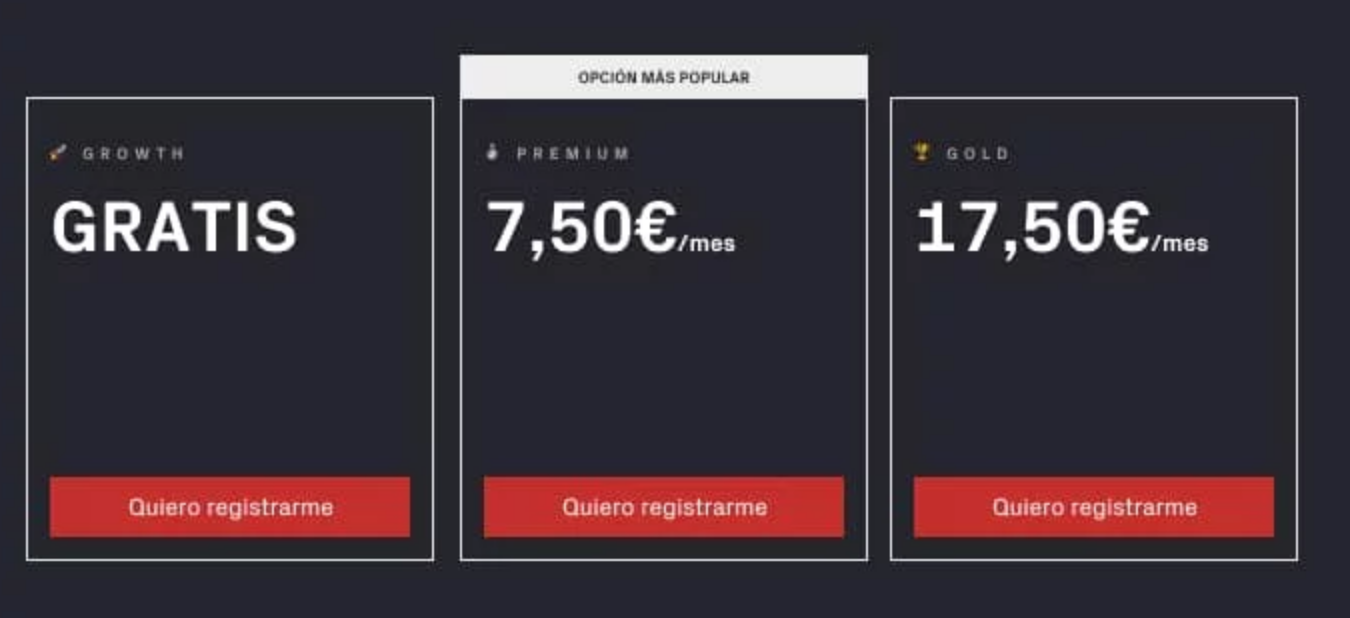 OPCIÓN MÁS POPULAR
GROWTH
GRATIS
Quiero registrarme
PREMIUM
7,50€/mes
Quiero registrarme
GOLD
17,50€/mes
Quiero registrarme